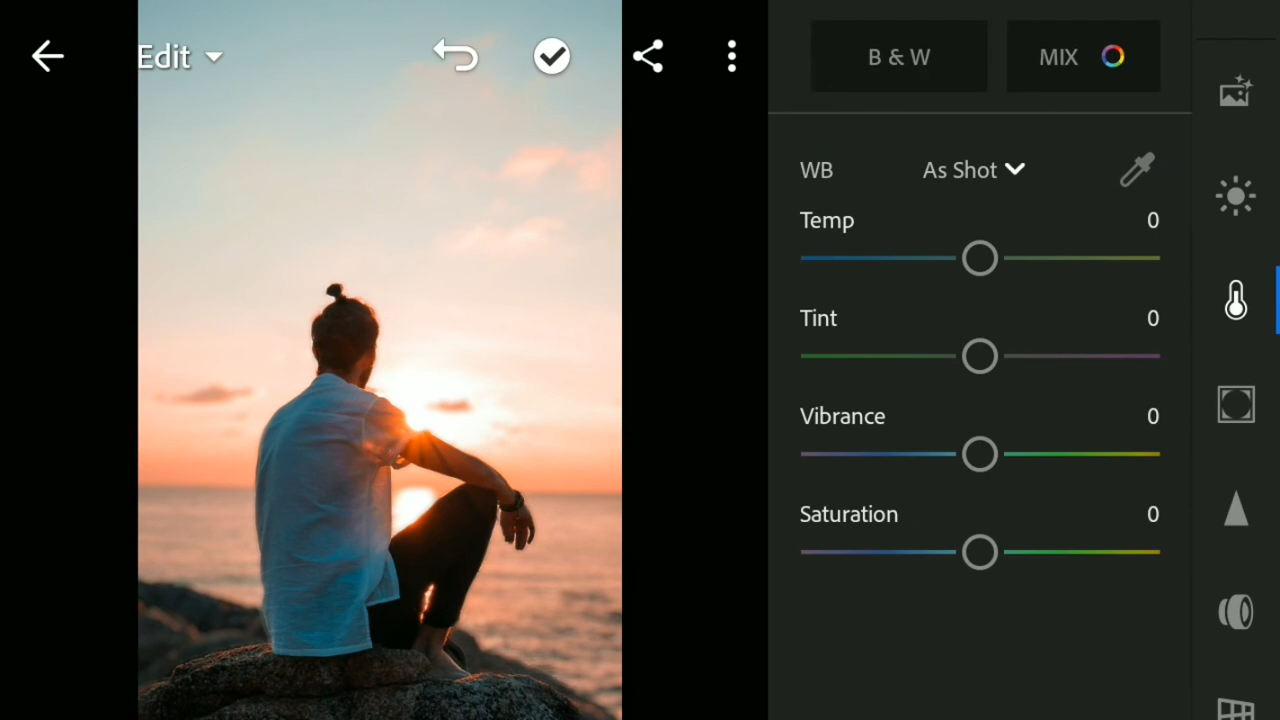 Edit
B & W
MIX
WB As Shot
Temp 0
Tint 0
Vibrance 0
Saturation 0